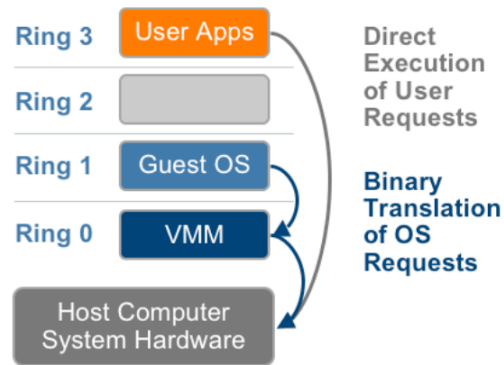 Ring 3
User Apps
Ring 2
Ring 1
Guest OS
Ring 0
VMM
Host Computer
System Hardware
Direct
Execution
of User
Requests
Binary
Translation
of OS
Requests